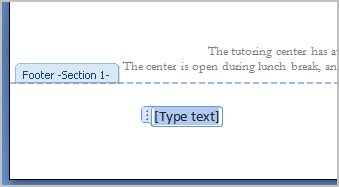 The tutoring center has
The center is open during lunch break, an
Footer -Section 1-
[Type text]